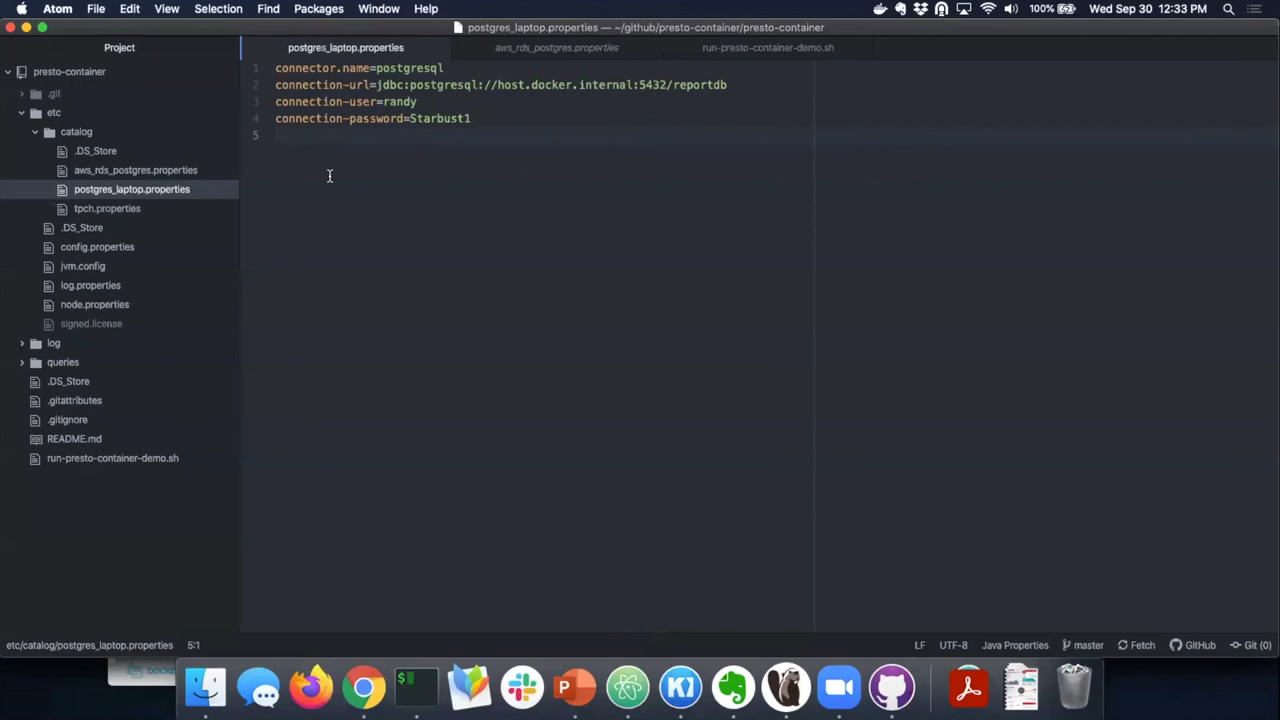 Atom File Edit View Selection Find Packages Window Help 100% Wed Sep 30 12:33 PM
postgres_laptop.properties — ~/github/presto-container/presto-container
Project
postgres_laptop.properties
aws_rds_postgres.properties
run-presto-container-demo.sh
presto-container
.git
etc
catalog
.DS_Store
aws_rds_postgres.properties
postgres_laptop.properties
tpch.properties
.DS_Store
config.properties
jvm.config
log.properties
node.properties
signed.license
log
queries
.DS_Store
.gitattributes
.gitignore
README.md
run-presto-container-demo.sh
1 connector.name=postgresql
2 connection-url=jdbc:postgresql://host.docker.internal:5432/reportdb
3 connection-user=randy
4 connection-password=Starbust1
5
etc/catalog/postgres_laptop.properties 5:1 LF UTF-8 Java Properties master Fetch GitHub Git (0)